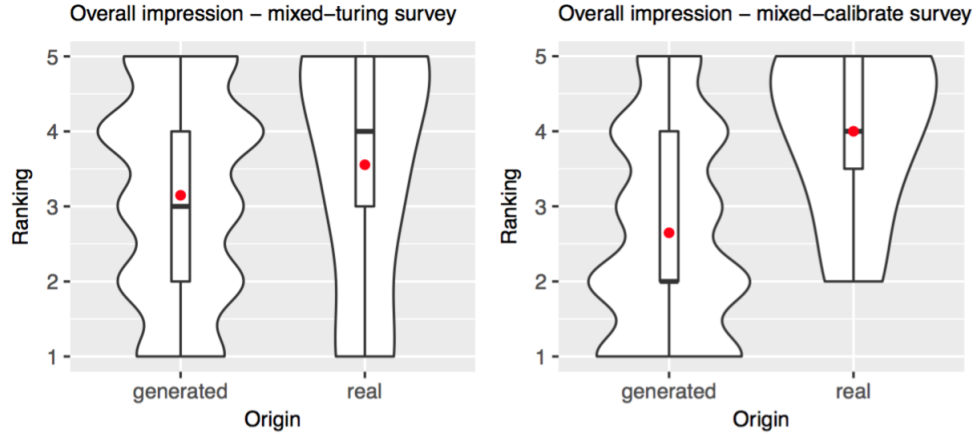 Overall impression − mixed−turing survey
5
4
3
2
1
Ranking
generated real
Origin
Overall impression − mixed−calibrate survey
5
4
3
2
1
Ranking
generated real
Origin